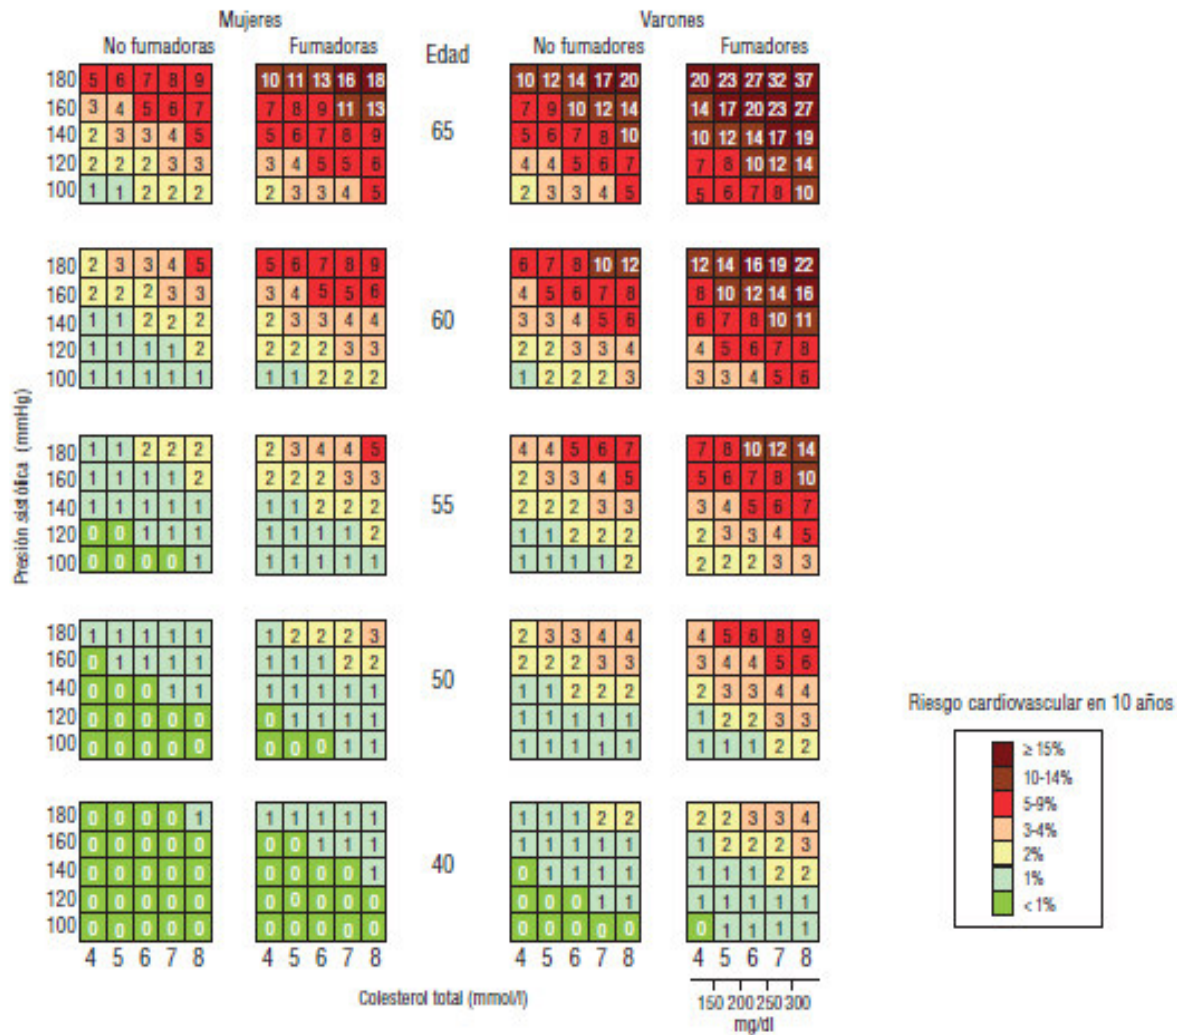 Mujeres Varones
No fumadoras Fumadoras Edad No fumadores Fumadores
180 5 6 7 8 9 10 11 13 16 18 10 12 14 17 20 20 23 27 32 37
160 3 4 5 6 7 7 8 9 11 13 7 9 10 12 14 14 17 20 23 27
140 2 3 3 4 5 5 6 7 8 9 65 5 6 7 8 10 10 12 14 17 19
120 2 2 2 3 3 3 4 5 5 6 4 4 5 6 7 7 8 10 12 14
100 1 1 2 2 2 2 3 3 4 5 2 3 3 4 5 5 6 7 8 10
180 2 3 3 4 5 5 6 7 8 9 6 7 8 10 12 12 14 16 19 22
160 2 2 2 3 3 3 4 5 5 6 4 5 6 7 8 8 10 12 14 16
140 1 1 2 2 2 2 3 3 4 4 60 3 3 4 5 6 6 7 8 10 11
120 1 1 1 1 2 2 2 2 3 3 2 2 3 3 4 4 5 6 7 8
100 1 1 1 1 1 1 1 2 2 2 1 2 2 2 3 3 3 4 5 6
Presión sistólica (mmHg)
180 1 1 2 2 2 2 3 4 4 5 4 4 5 6 7 7 8 10 12 14
160 1 1 1 1 2 2 2 2 3 3 2 3 3 4 5 5 6 7 8 10
140 1 1 1 1 1 1 1 2 2 2 55 2 2 2 3 3 3 4 5 6 7
120 0 0 1 1 1 1 1 1 1 2 1 1 2 2 2 2 3 3 4 5
100 0 0 0 0 1 1 1 1 1 1 1 1 1 1 2 2 2 2 3 3
180 1 1 1 1 1 1 2 2 2 3 2 3 3 4 4 4 5 6 8 9
160 0 1 1 1 1 1 1 1 2 2 2 2 2 3 3 3 4 4 5 6
140 0 0 0 1 1 1 1 1 1 1 50 1 1 2 2 2 2 3 3 4 4
120 0 0 0 0 0 0 1 1 1 1 1 1 1 1 1 1 2 2 3 3
100 0 0 0 0 0 0 0 0 1 1 1 1 1 1 1 1 1 1 2 2
Riesgo cardiovascular en 10 años
≥ 15%
10-14%
5-9%
3-4%
2%
1%
< 1%
180 0 0 0 0 1 1 1 1 1 1 1 1 1 2 2 2 2 3 3 4
160 0 0 0 0 0 0 0 1 1 1 1 1 1 1 1 1 2 2 2 3
140 0 0 0 0 0 0 0 0 0 1 40 0 1 1 1 1 1 1 1 2 2
120 0 0 0 0 0 0 0 0 0 0 0 0 0 1 1 1 1 1 1 1
100 0 0 0 0 0 0 0 0 0 0 0 0 0 0 0 0 1 1 1 1
4 5 6 7 8 4 5 6 7 8 4 5 6 7 8 4 5 6 7 8
Colesterol total (mmol/l)
150 200 250 300
mg/dl